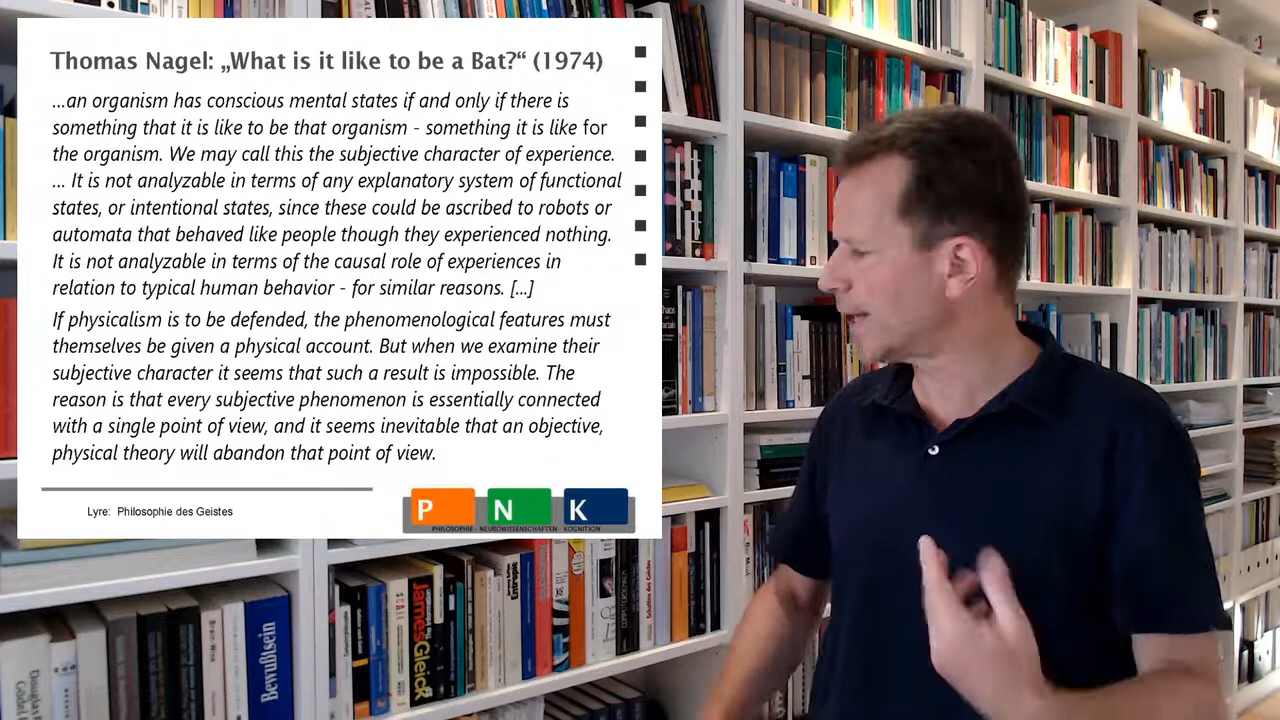 Thomas Nagel: „What is it like to be a Bat?“ (1974)
...an organism has conscious mental states if and only if there is
something that it is like to be that organism - something it is like for
the organism. We may call this the subjective character of experience.
... It is not analyzable in terms of any explanatory system of functional
states, or intentional states, since these could be ascribed to robots or
automata that behaved like people though they experienced nothing.
It is not analyzable in terms of the causal role of experiences in
relation to typical human behavior - for similar reasons. [...]
If physicalism is to be defended, the phenomenological features must
themselves be given a physical account. But when we examine their
subjective character it seems that such a result is impossible. The
reason is that every subjective phenomenon is essentially connected
with a single point of view, and it seems inevitable that an objective,
physical theory will abandon that point of view.
Lyre: Philosophie des Geistes
P N K
PHILOSOPHIE NEUROWISSENSCHAFTEN KOGNITION
James Gleick
Bewußtsein